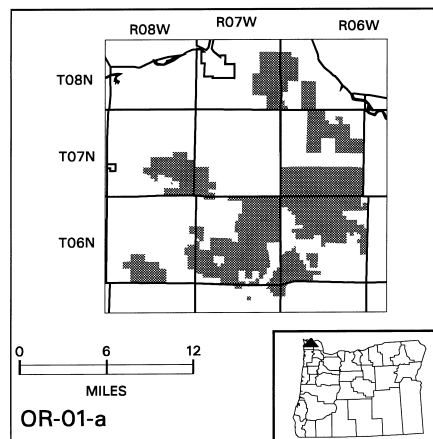 R08W R07W R06W
T08N
T07N
T06N
0 6 12
MILES
OR-01-a